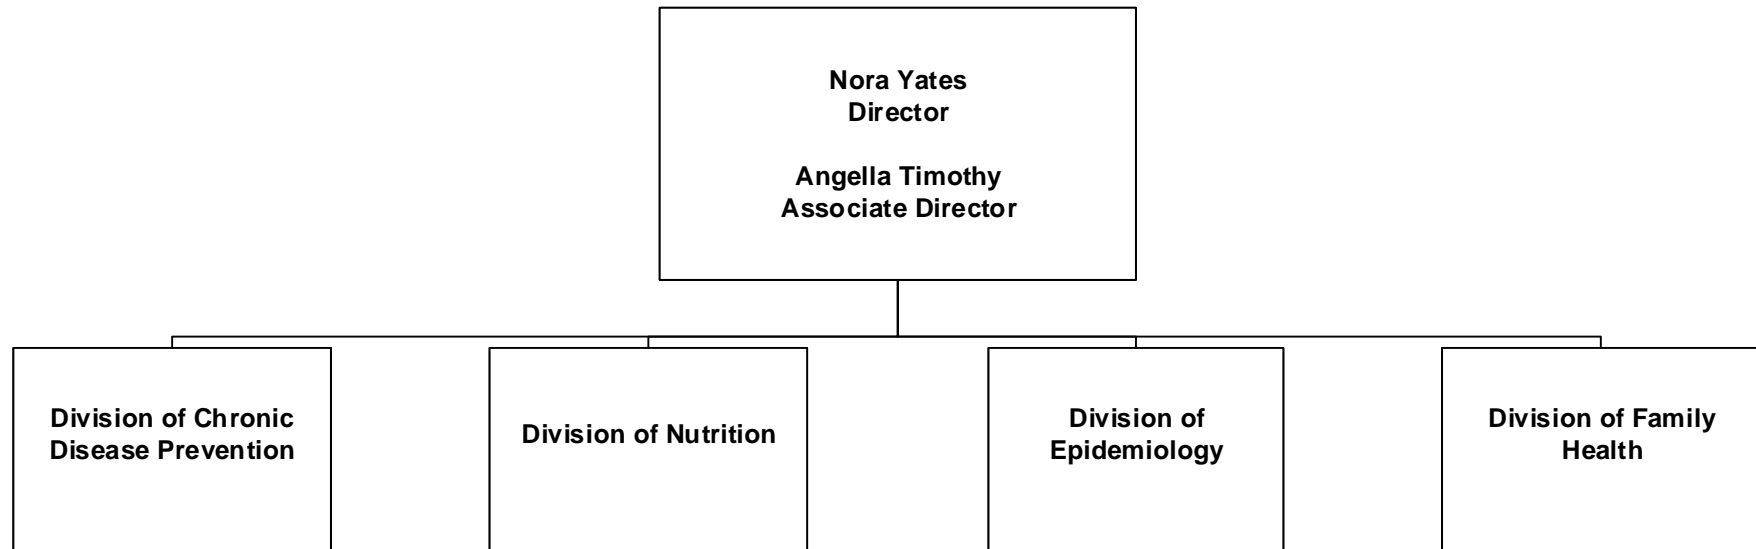 Nora Yates
Director
Angella Timothy
Associate Director
Division of Chronic
Disease Prevention
Division of Nutrition
Division of
Epidemiology
Division of Family
Health